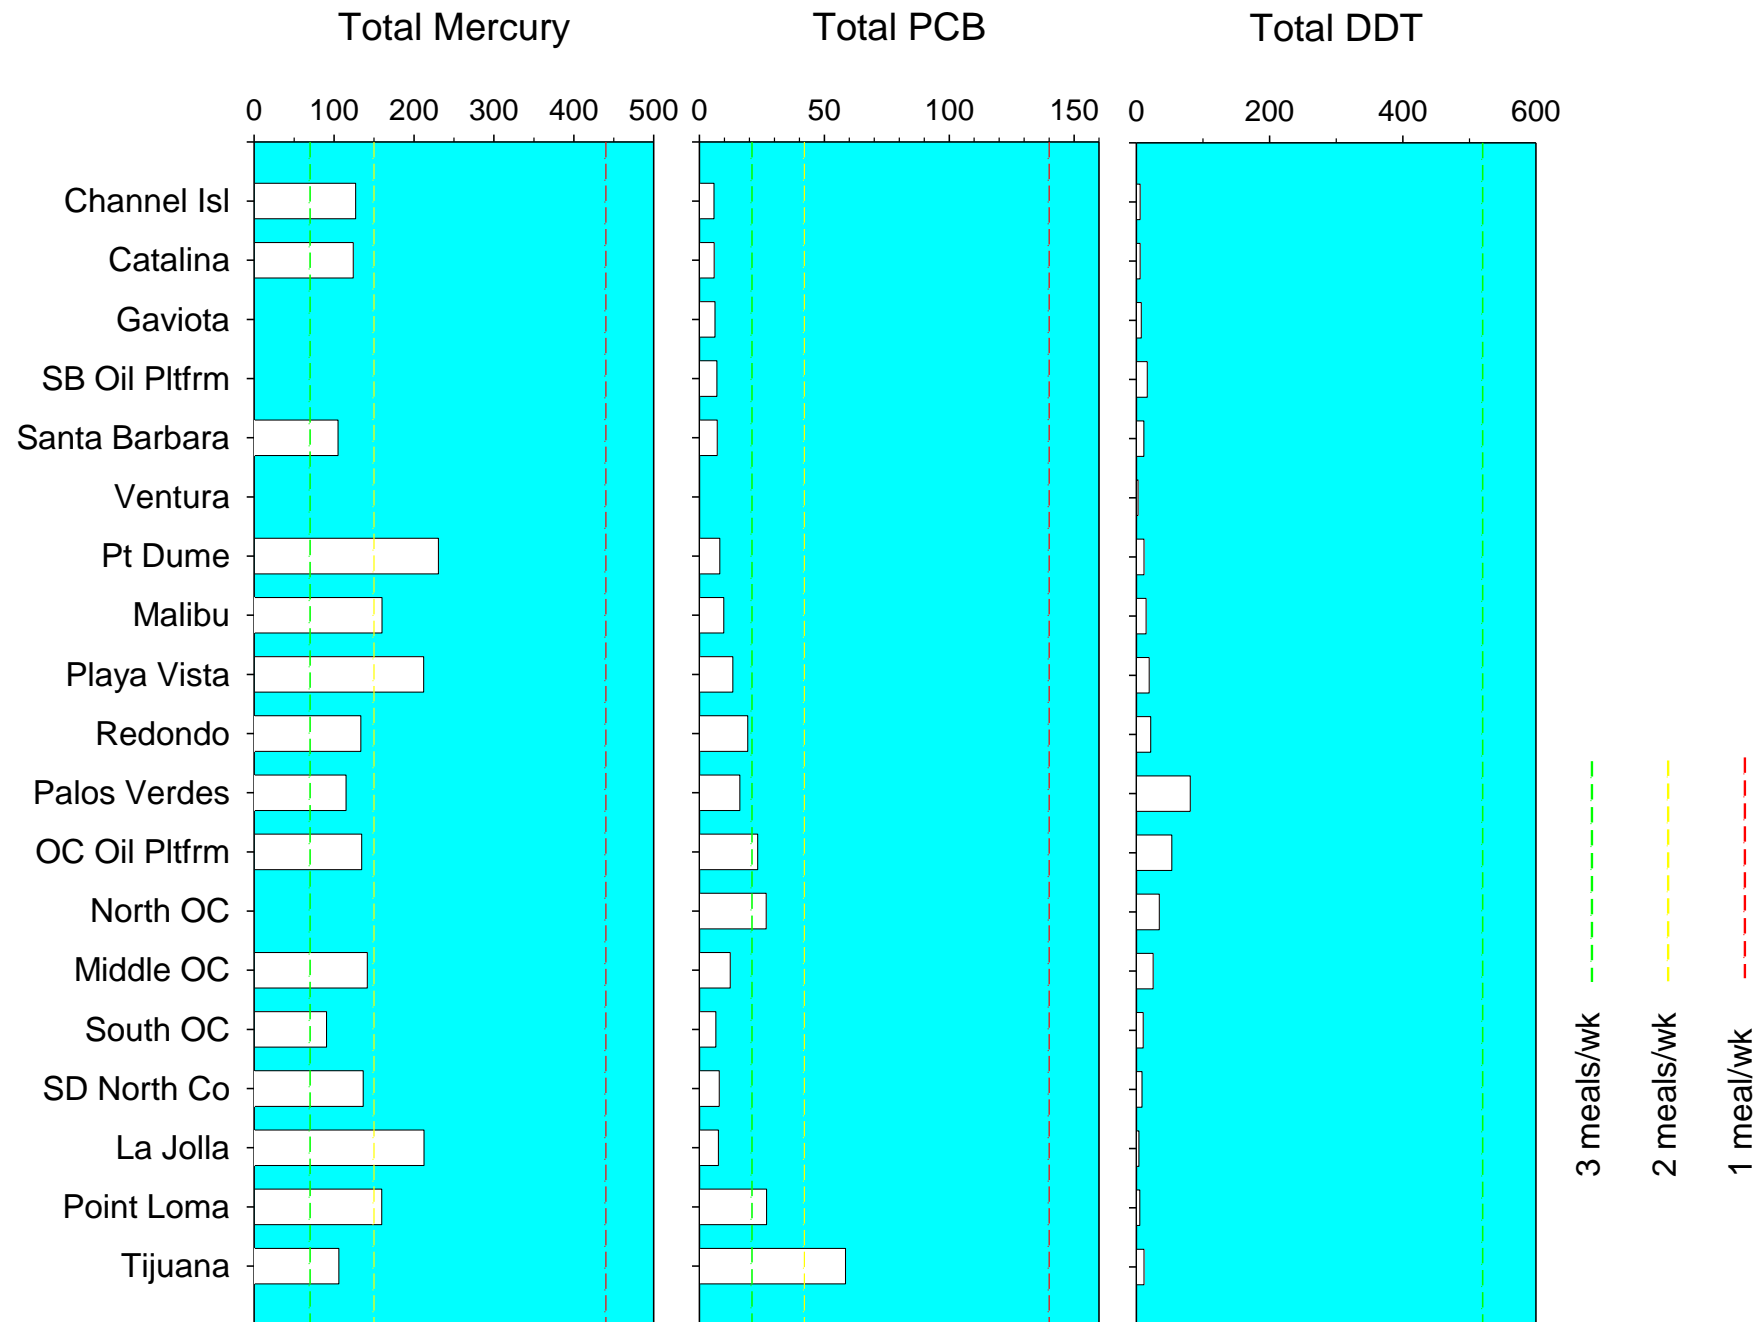 Total Mercury Total PCB Total DDT
0 100 200 300 400 500 0 50 100 150 0 200 400 600
Channel Isl
Catalina
Gaviota
SB Oil Pltfrm
Santa Barbara
Ventura
Pt Dume
Malibu
Playa Vista
Redondo
Palos Verdes
OC Oil Pltfrm
North OC
Middle OC
South OC
SD North Co
La Jolla
Point Loma
Tijuana
3 meals/wk
2 meals/wk
1 meal/wk